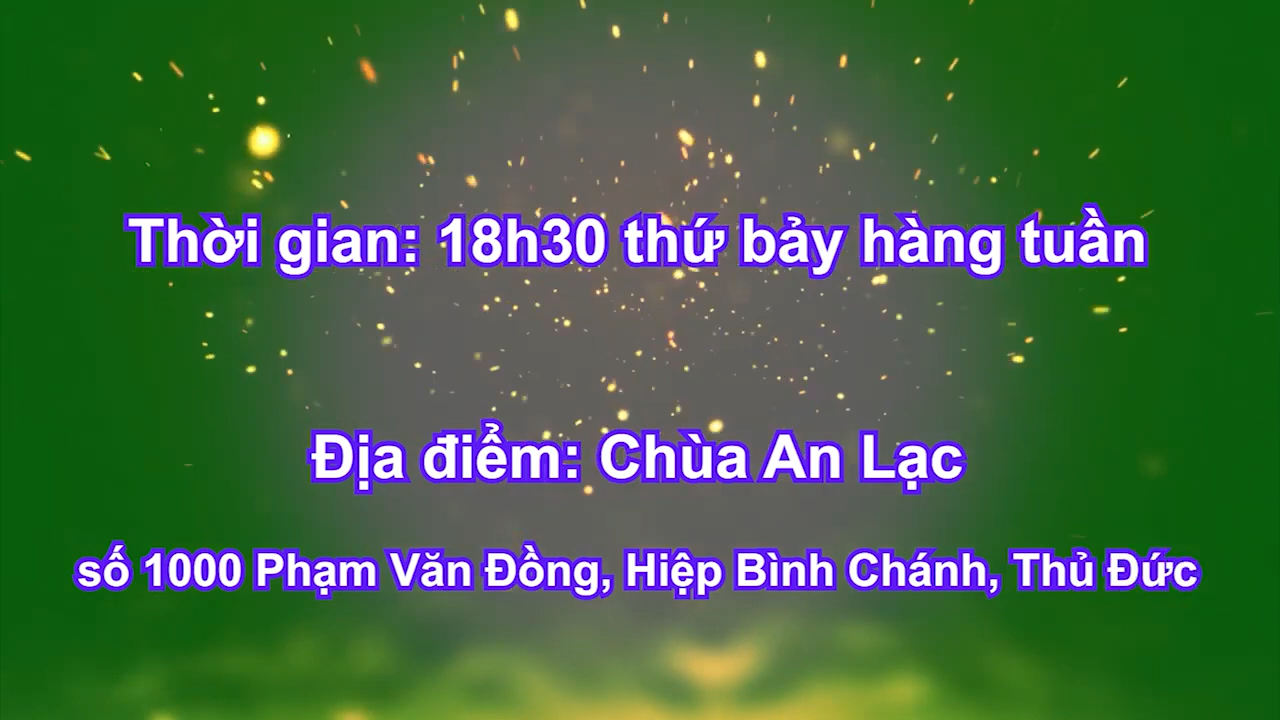 Thời gian: 18h30 thứ bảy hàng tuần
Địa điểm: Chùa An Lạc
số 1000 Phạm Văn Đồng, Hiệp Bình Chánh, Thủ Đức